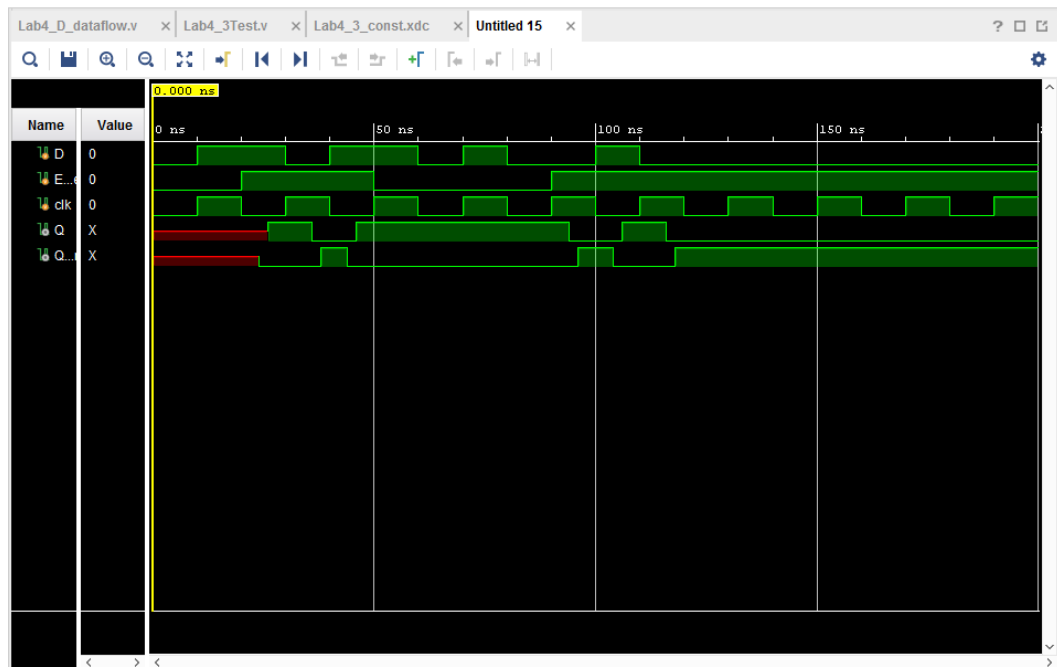 Lab4_D_dataflow.v × Lab4_3Test.v × Lab4_3_const.xdc × Untitled 15 ×
?
0.000 ns
Name Value
0 ns 50 ns 100 ns 150 ns
D 0
E... 0
clk 0
Q X
Q... X